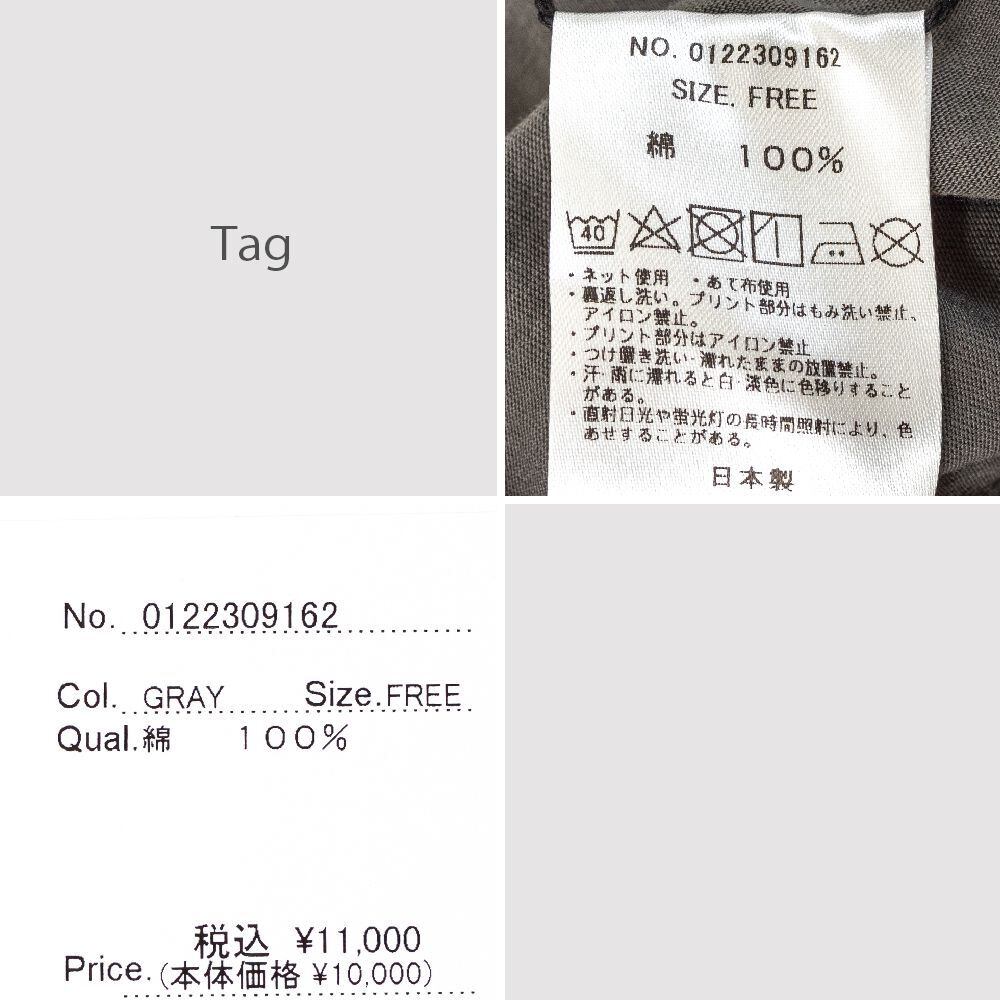 Tag
NO. 0122309162
SIZE. FREE
綿 100%
40
・ネット使用 ・あて布使用
・裏返し洗い。プリント部分はもみ洗い禁止、
アイロン禁止。
・プリント部分はアイロン禁止
・つけ置き洗い・濡れたままの放置禁止。
・汗・雨に濡れると白・淡色に色移りすること
がある。
・直射日光や蛍光灯の長時間照射により、色
あせすることがある。
日本製
No. 0122309162
Col. GRAY Size.FREE
Qual.綿 100%
税込 ¥11,000
Price.(本体価格 ¥10,000)